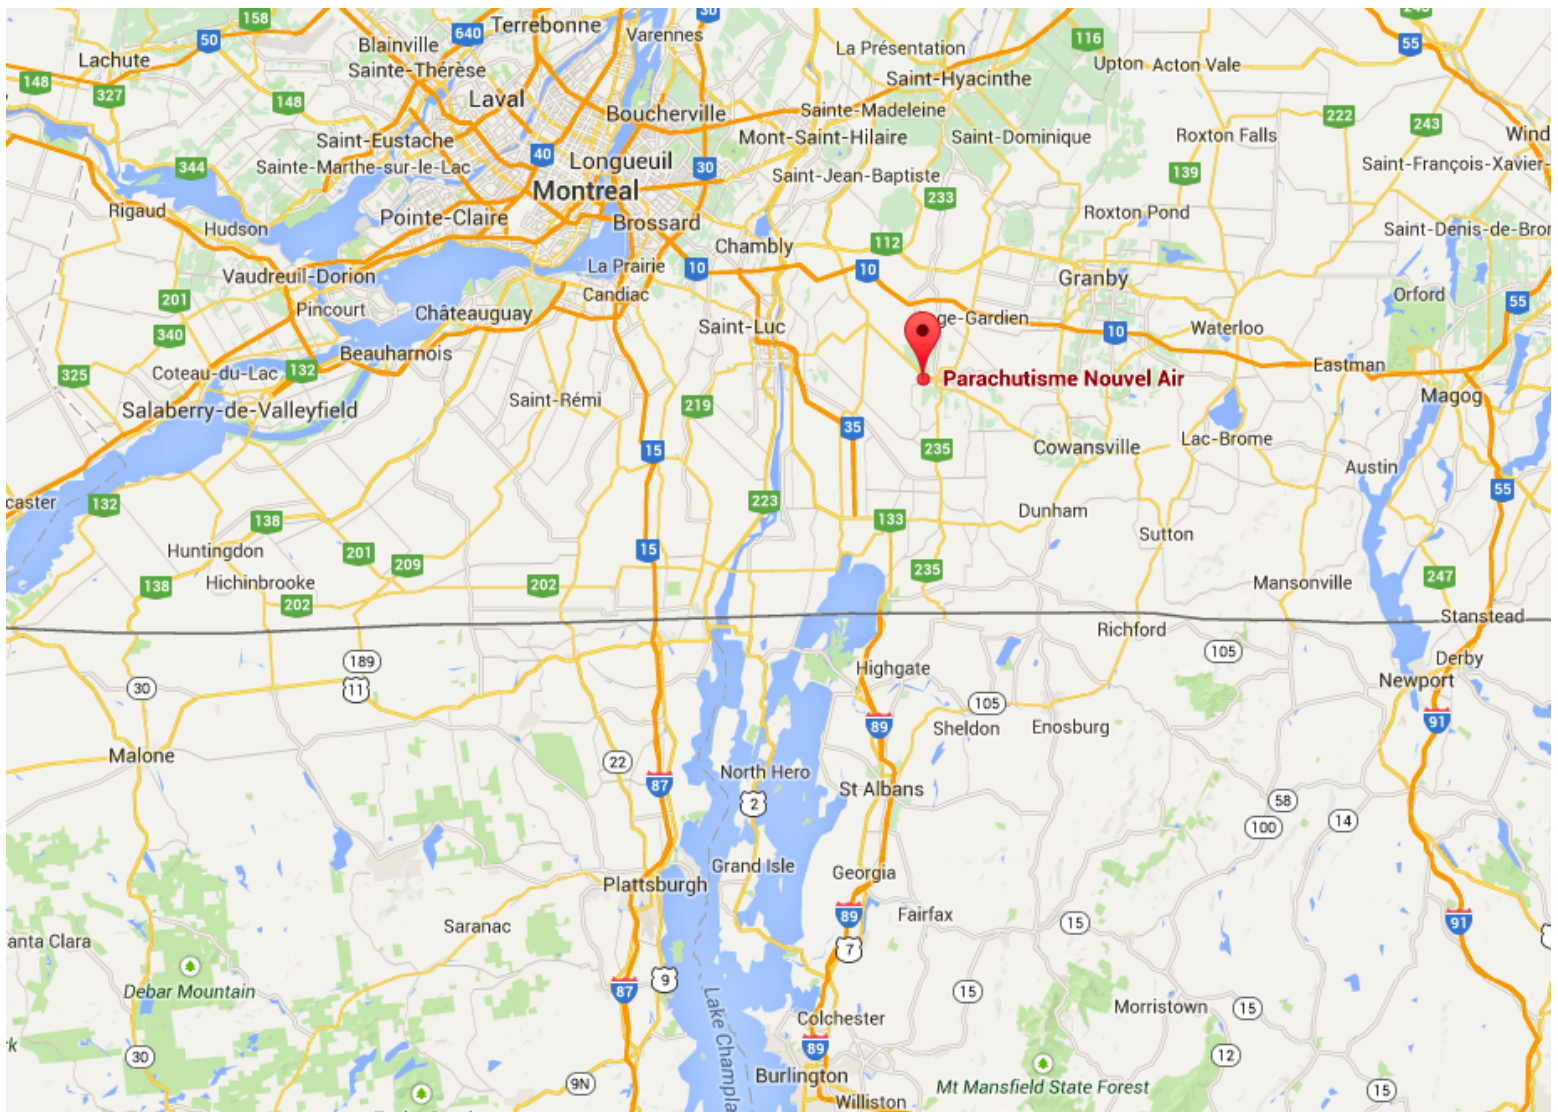 158
30
Terrebonne
640
Varennes
50
Blainville
116
55
La Présentation
Lachute
Sainte-Thérèse
Upton
Acton Vale
Saint-Hyacinthe
148
327
148
Laval
Boucherville
Sainte-Madeleine
222
243
Saint-Eustache
Mont-Saint-Hilaire
Saint-Dominique
Roxton Falls
Wind
344
Sainte-Marthe-sur-le-Lac
40
Longueuil
30
Saint-François-Xavier-
Montreal
Saint-Jean-Baptiste
139
233
Rigaud
Hudson
Pointe-Claire
Brossard
Roxton Pond
Saint-Denis-de-Bror
Chambly
112
La Prairie
10
10
Vaudreuil-Dorion
Granby
201
Pincourt
Candiac
Orford
55
Châteauguay
Saint-Luc
ge-Gardien
10
Waterloo
340
Beauharnois
Eastman
325
Coteau-du-Lac
132
Parachutisme Nouvel Air
Salaberry-de-Valleyfield
Saint-Rémi
219
Magog
15
35
235
Cowansville
Lac-Brome
Austin
caster
132
223
55
138
133
Dunham
Huntingdon
201
209
15
Sutton
138
Hichinbrooke
202
202
235
Mansonville
247
Stanstead
Richford
189
11
30
Highgate
105
Derby
Newport
105
89
Sheldon
Enosburg
91
Malone
22
87
North Hero
2
St Albans
58
100
14
Grand Isle
Georgia
Plattsburgh
89
Fairfax
Saranac
15
91
anta Clara
7
Debar Mountain
87
9
15
Lake Champla
Colchester
Morristown
15
rk
30
89
12
9N
Burlington
Mt Mansfield State Forest
15
Williston